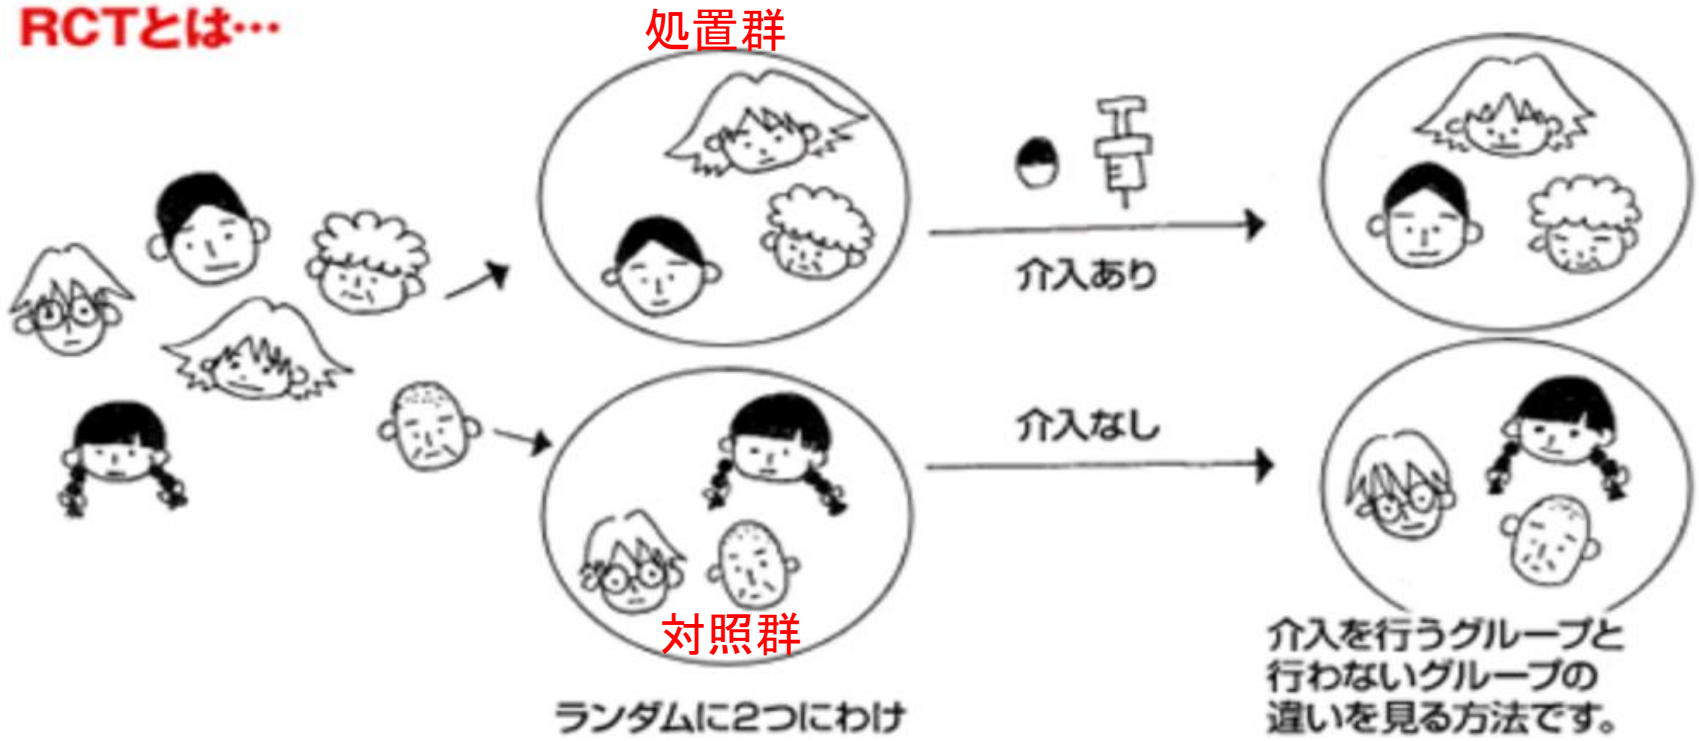 RCTとは…
処置群
介入あり
介入なし
対照群
ランダムに2つにわけ
介入を行うグループと
行わないグループの
違いを見る方法です。